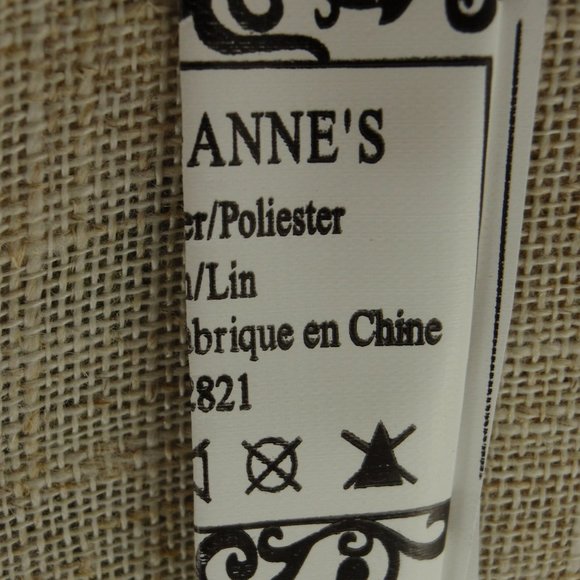 ANNE'S
er/Poliester
/Lin
abrique en Chine
2821